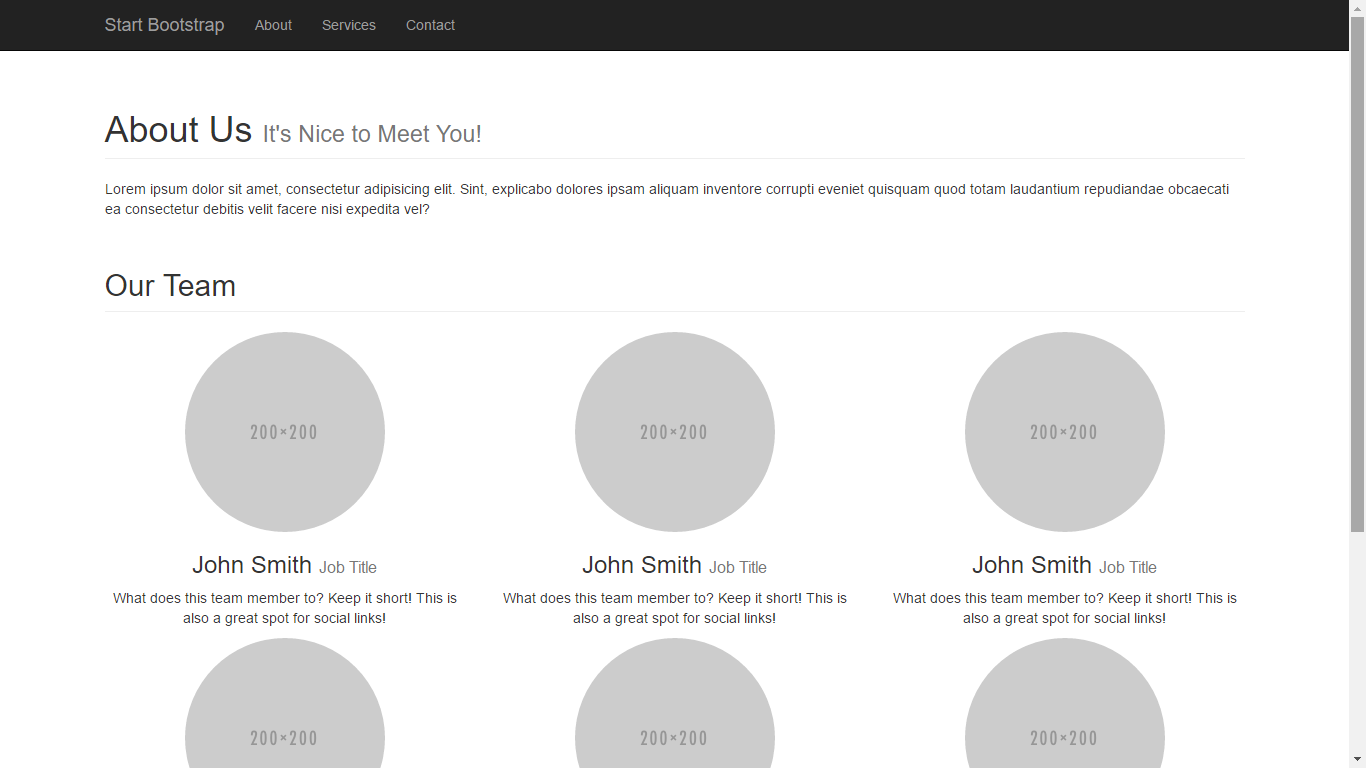 Start Bootstrap About Services Contact
About Us It's Nice to Meet You!
Lorem ipsum dolor sit amet, consectetur adipisicing elit. Sint, explicabo dolores ipsam aliquam inventore corrupti eveniet quisquam quod totam laudantium repudiandae obcaecati
ea consectetur debitis velit facere nisi expedita vel?
Our Team
200×200
200×200
200×200
John Smith Job Title
What does this team member to? Keep it short! This is
also a great spot for social links!
John Smith Job Title
What does this team member to? Keep it short! This is
also a great spot for social links!
John Smith Job Title
What does this team member to? Keep it short! This is
also a great spot for social links!
200×200
200×200
200×200